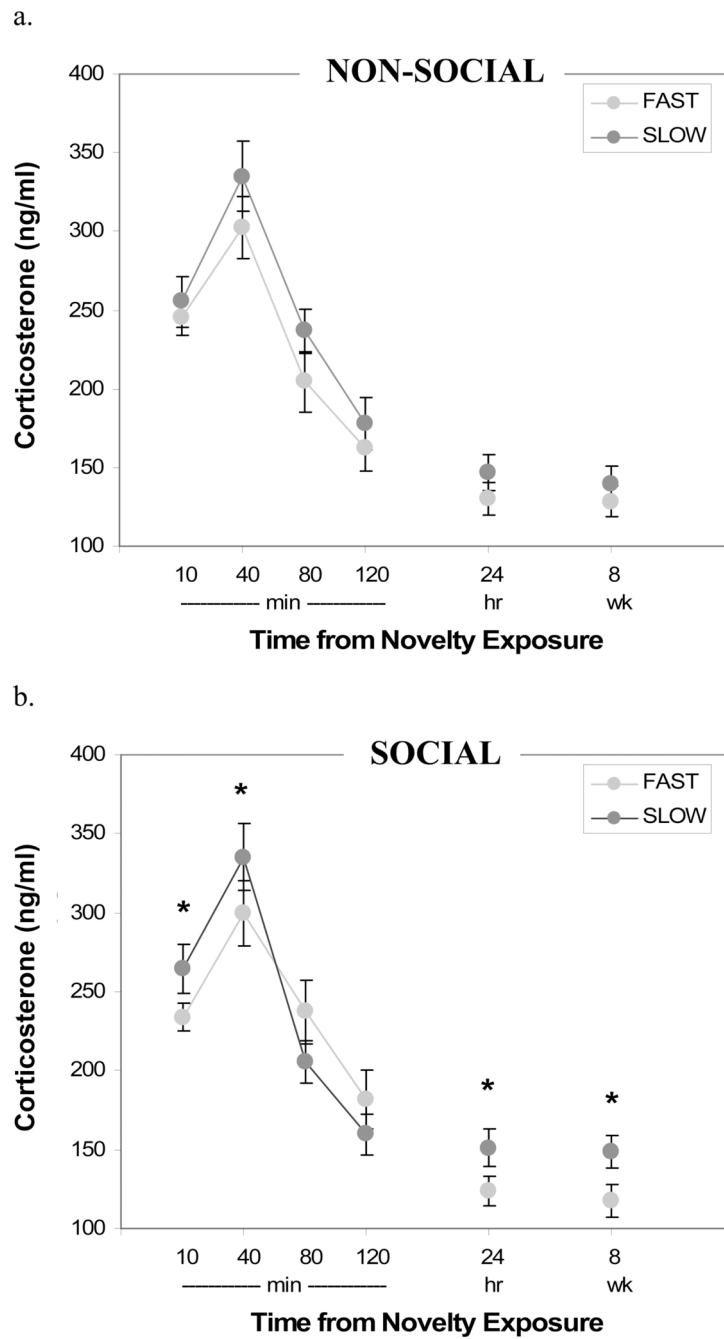 a.
NON-SOCIAL
FAST
SLOW
400
350
300
250
200
150
100
Corticosterone (ng/ml)
10 40 80 120 24 8
------------ min ------------ hr wk
Time from Novelty Exposure
b.
SOCIAL
FAST
SLOW
400
350
300
250
200
150
100
Corticosterone (ng/ml)
* * * *
10 40 80 120 24 8
------------ min ------------ hr wk
Time from Novelty Exposure